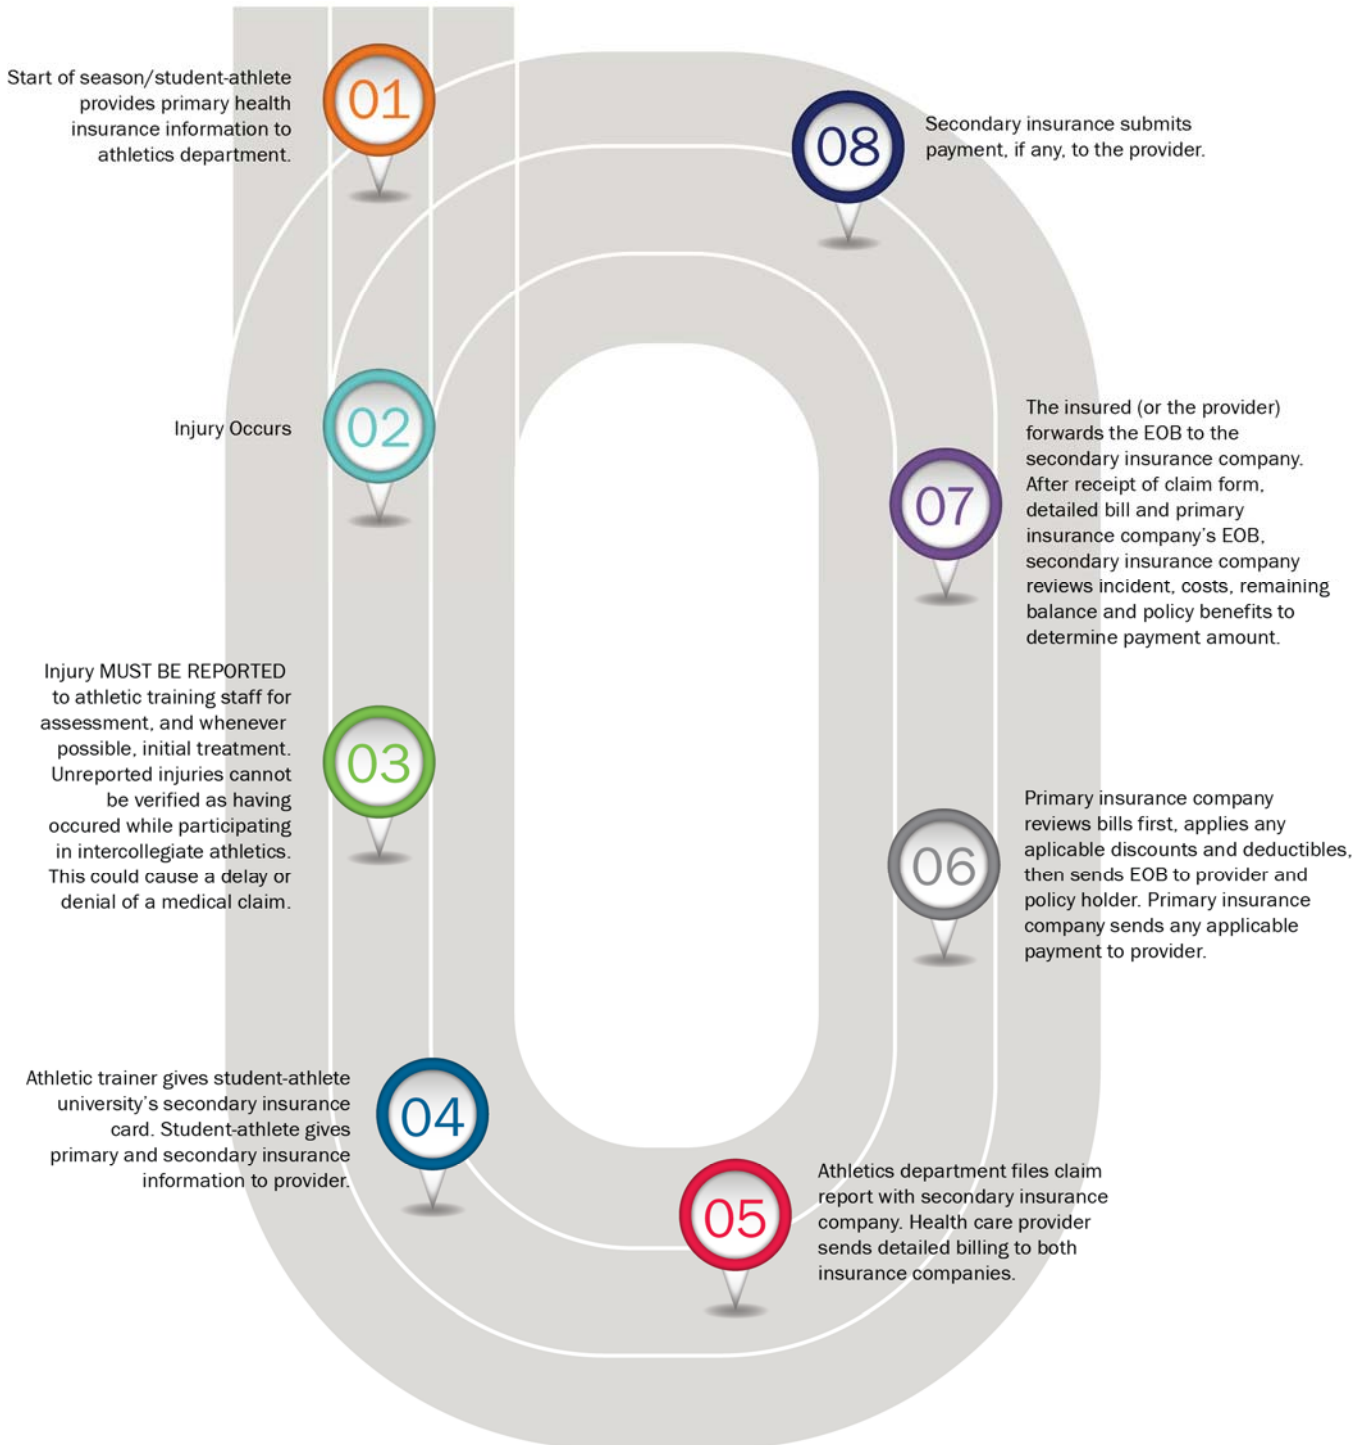 01
Start of season/student-athlete
provides primary health
insurance information to
athletics department.
02
Injury Occurs
03
Injury MUST BE REPORTED
to athletic training staff for
assessment, and whenever
possible, initial treatment.
Unreported injuries cannot
be verified as having
occured while participating
in intercollegiate athletics.
This could cause a delay or
denial of a medical claim.
04
Athletic trainer gives student-athlete
university's secondary insurance
card. Student-athlete gives
primary and secondary insurance
information to provider.
05
Athletics department files claim
report with secondary insurance
company. Health care provider
sends detailed billing to both
insurance companies.
06
Primary insurance company
reviews bills first, applies any
aplicable discounts and deductibles,
then sends EOB to provider and
policy holder. Primary insurance
company sends any applicable
payment to provider.
07
The insured (or the provider)
forwards the EOB to the
secondary insurance company.
After receipt of claim form,
detailed bill and primary
insurance company's EOB,
secondary insurance company
reviews incident, costs, remaining
balance and policy benefits to
determine payment amount.
08
Secondary insurance submits
payment, if any, to the provider.